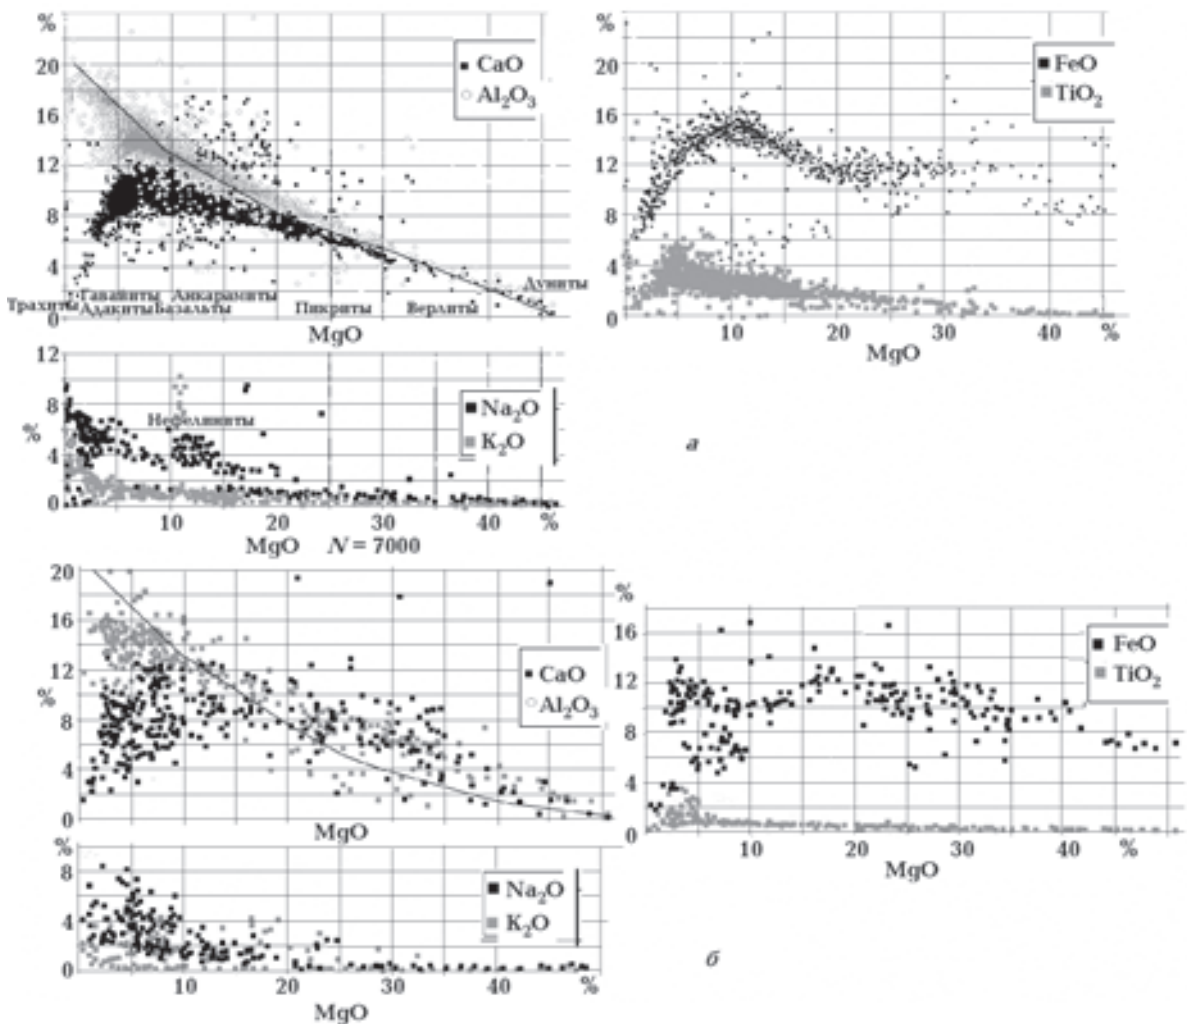 %
20
16
12
8
4
0
CaO
Al₂O₃
Дуниты
Гавайиты Анкарамиты
Трахиты Адакиты Базальты Пикриты Верлиты
MgO
%
20
16
12
8
4
0
FeO
TiO₂
10 20 30 40 %
MgO
12
8
%
4
0
Na₂O
K₂O
Нефелиниты
10 20 30 40 %
MgO N = 7000
а
20
16
12
%
8
4
0
CaO
Al₂O₃
MgO
%
16
12
8
4
0
FeO
TiO₂
10 20 30 40 %
MgO
%
8
4
0
Na₂O
K₂O
10 20 30 40 %
MgO
б